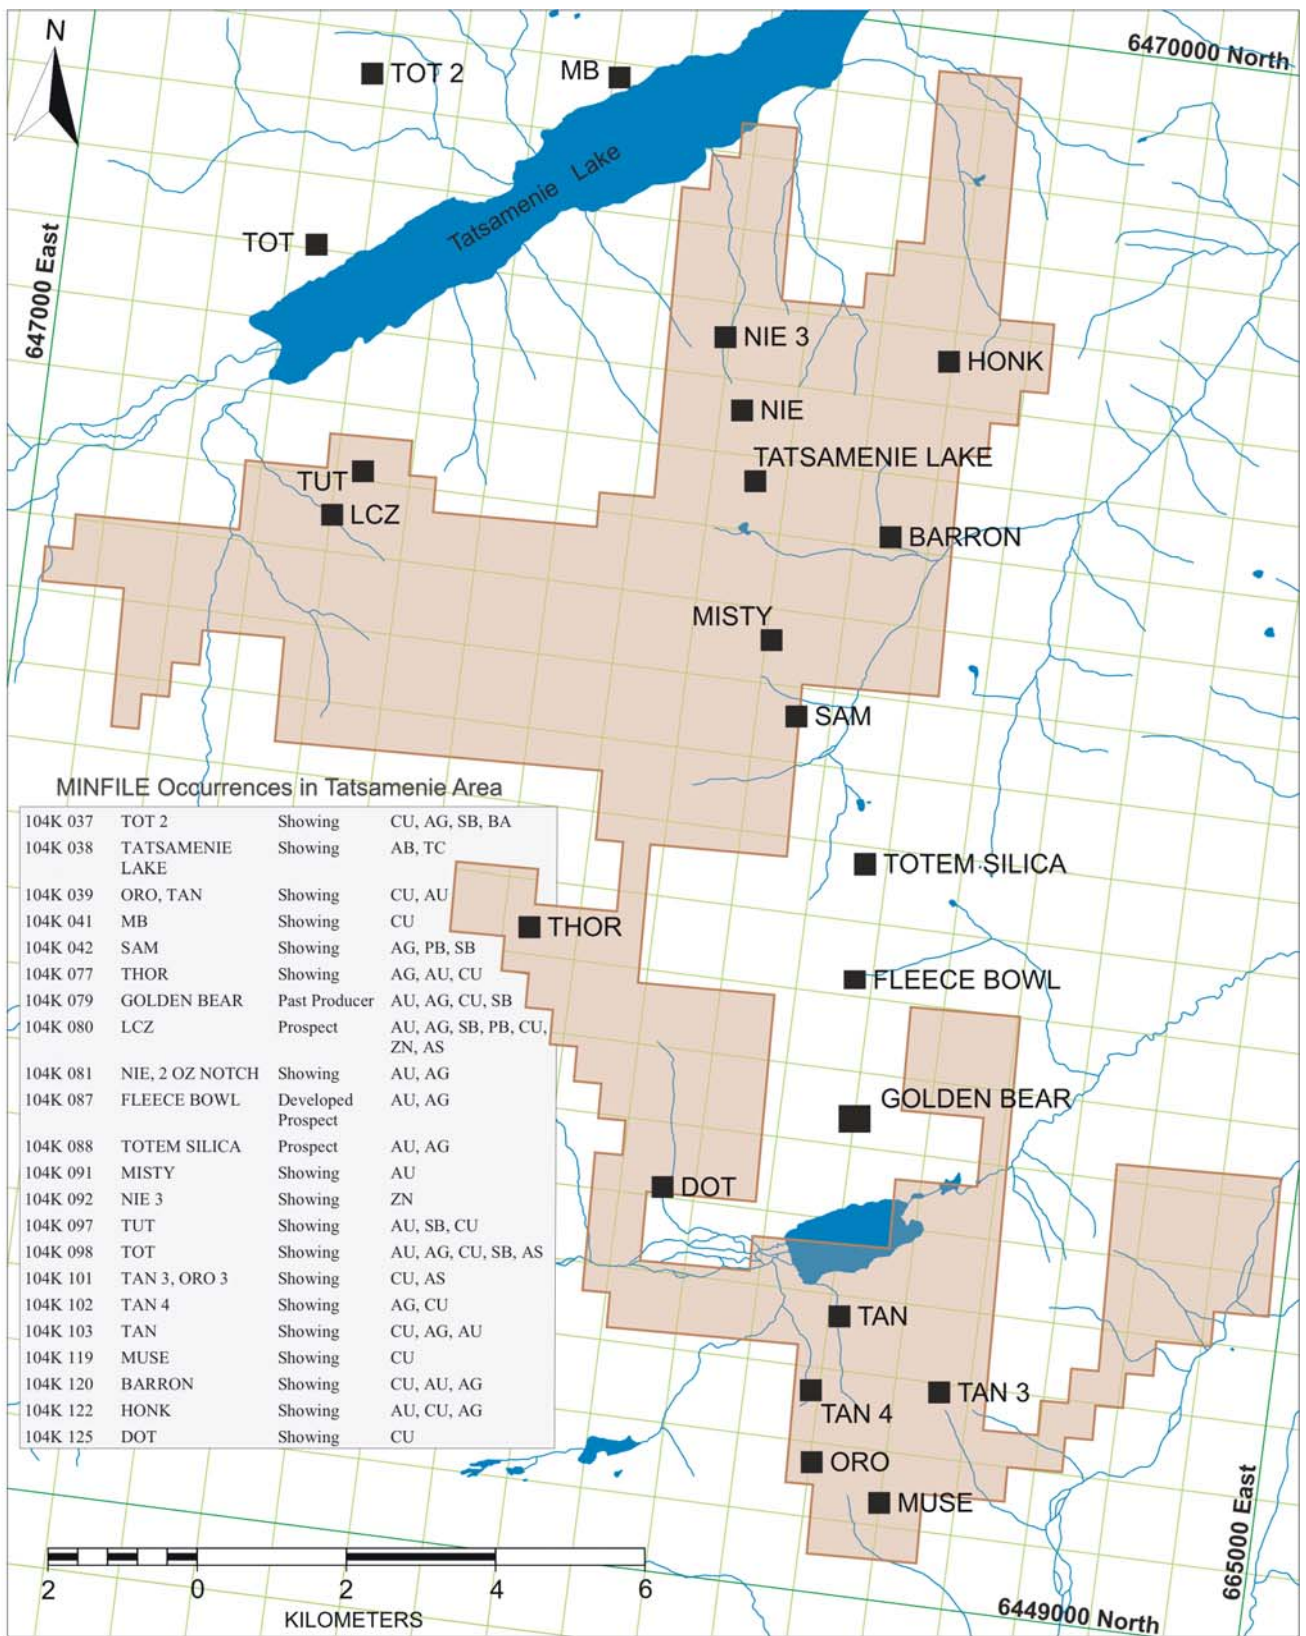 N
6470000 North
TOT 2
MB
Tatsamenie Lake
TOT
647000 East
NIE 3
HONK
NIE
TATSAMENIE LAKE
TUT
LCZ
BARRON
MISTY
SAM
MINFILE Occurrences in Tatsamenie Area
104K 037 TOT 2 Showing CU, AG, SB, BA
104K 038 TATSAMENIE Showing AB, TC
LAKE
104K 039 ORO, TAN Showing CU, AU
104K 041 MB Showing CU
104K 042 SAM Showing AG, PB, SB
104K 077 THOR Showing AG, AU, CU
104K 079 GOLDEN BEAR Past Producer AU, AG, CU, SB
104K 080 LCZ Prospect AU, AG, SB, PB, CU,
ZN, AS
104K 081 NIE, 2 OZ NOTCH Showing AU, AG
104K 087 FLEECE BOWL Developed AU, AG
Prospect
104K 088 TOTEM SILICA Prospect AU, AG
104K 091 MISTY Showing AU
104K 092 NIE 3 Showing ZN
104K 097 TUT Showing AU, SB, CU
104K 098 TOT Showing AU, AG, CU, SB, AS
104K 101 TAN 3, ORO 3 Showing CU, AS
104K 102 TAN 4 Showing AG, CU
104K 103 TAN Showing CU, AG, AU
104K 119 MUSE Showing CU
104K 120 BARRON Showing CU, AU, AG
104K 122 HONK Showing AU, CU, AG
104K 125 DOT Showing CU
TOTEM SILICA
THOR
FLEECE BOWL
GOLDEN BEAR
DOT
TAN
TAN 3
TAN 4
ORO
MUSE
665000 East
2 0 2 4 6
KILOMETERS
6449000 North